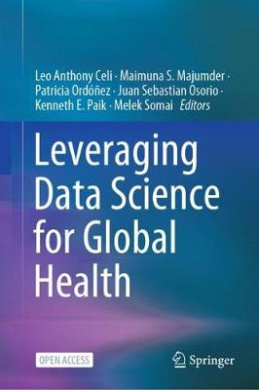 Leo Anthony Celi · Maimuna S. Majumder ·
Patricia Ordóñez · Juan Sebastian Osorio ·
Kenneth E. Paik · Melek Somai Editors
Leveraging
Data Science
for Global
Health
OPEN ACCESS
Springer